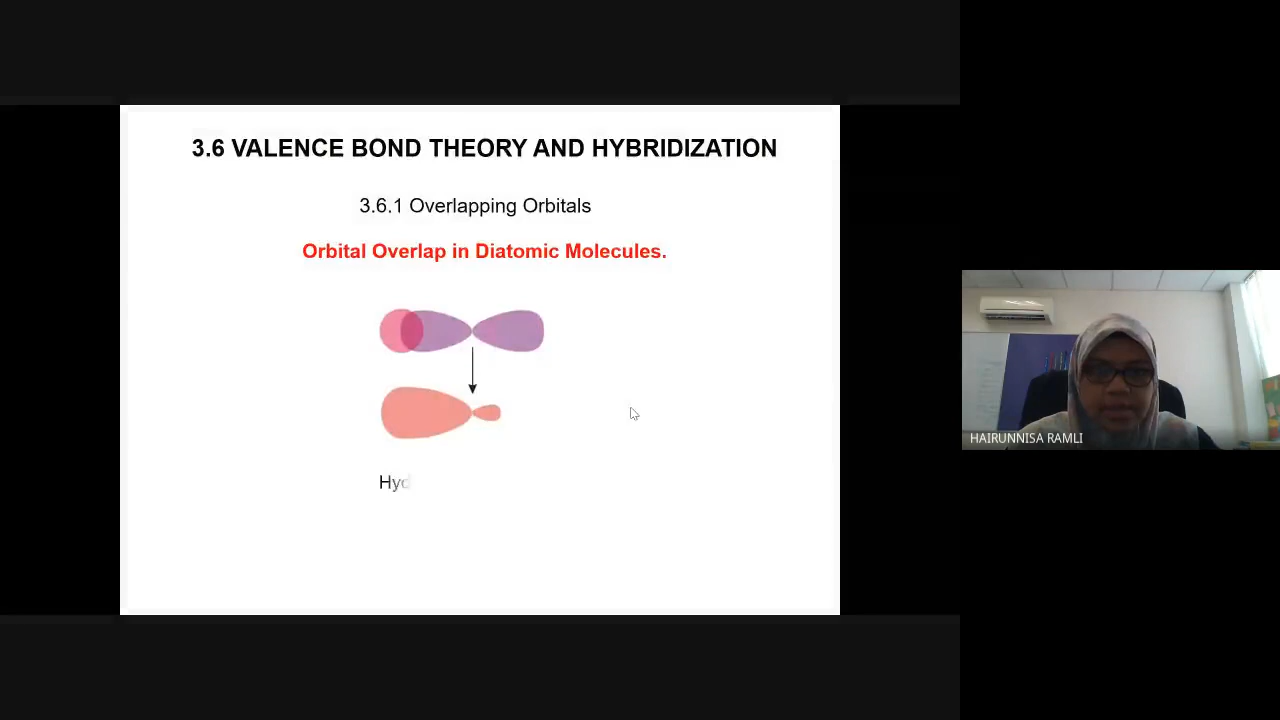 3.6 VALENCE BOND THEORY AND HYBRIDIZATION
3.6.1 Overlapping Orbitals
Orbital Overlap in Diatomic Molecules.
Hyd
HAIRUNNISA RAMLI